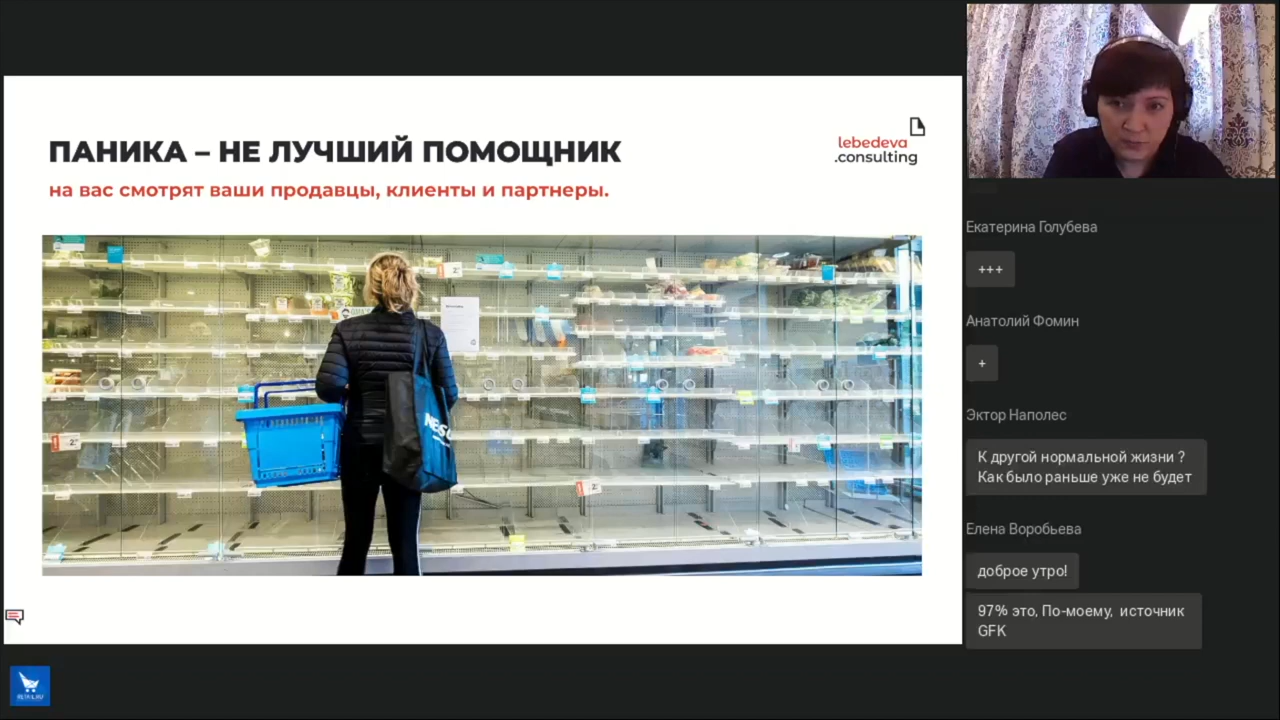 ПАНИКА – НЕ ЛУЧШИЙ ПОМОЩНИК
на вас смотрят ваши продавцы, клиенты и партнеры.
lebedeva
.consulting
Екатерина Голубева
+++
Анатолий Фомин
+
Эктор Наполес
К другой нормальной жизни ?
Как было раньше уже не будет
Елена Воробьева
доброе утро!
97% это, По-моему, источник
GFK